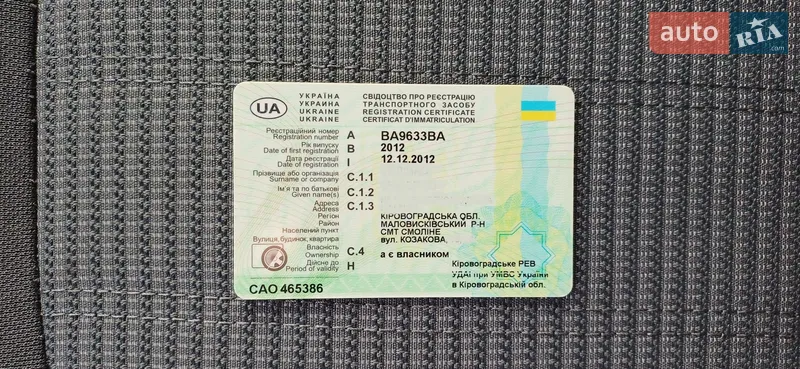 auto RIA.com
UA
УКРАЇНА
УКРАИНА
UKRAINE
UKRAINE
СВІДОЦТВО ПРО РЕЄСТРАЦІЮ
ТРАНСПОРТНОГО ЗАСОБУ
REGISTRATION CERTIFICATE
CERTIFICAT D'IMMATRICULATION
Реєстраційний номер
Registration number A BA9633BA
Рік випуску
Date of first registration B 2012
Дата реєстрації
Date of registration I 12.12.2012
Прізвище або організація
Surname or company C.1.1
Ім'я та по батькові
Given name(s) C.1.2
Адреса
Address C.1.3
Регіон КІРОВОГРАДСЬКА ОБЛ.
Район МАЛОВИСКІВСЬКИЙ Р-Н
Населений пункт СМТ СМОЛІНЕ
Вулиця, будинок, квартира вул. КОЗАКОВА,
Власність
Ownership C.4 а є власником
Дійсне до
Period of validity H
Кіровоградське РЕВ
УДАІ при УМВС України
в Кіровоградській обл.
САО 465386